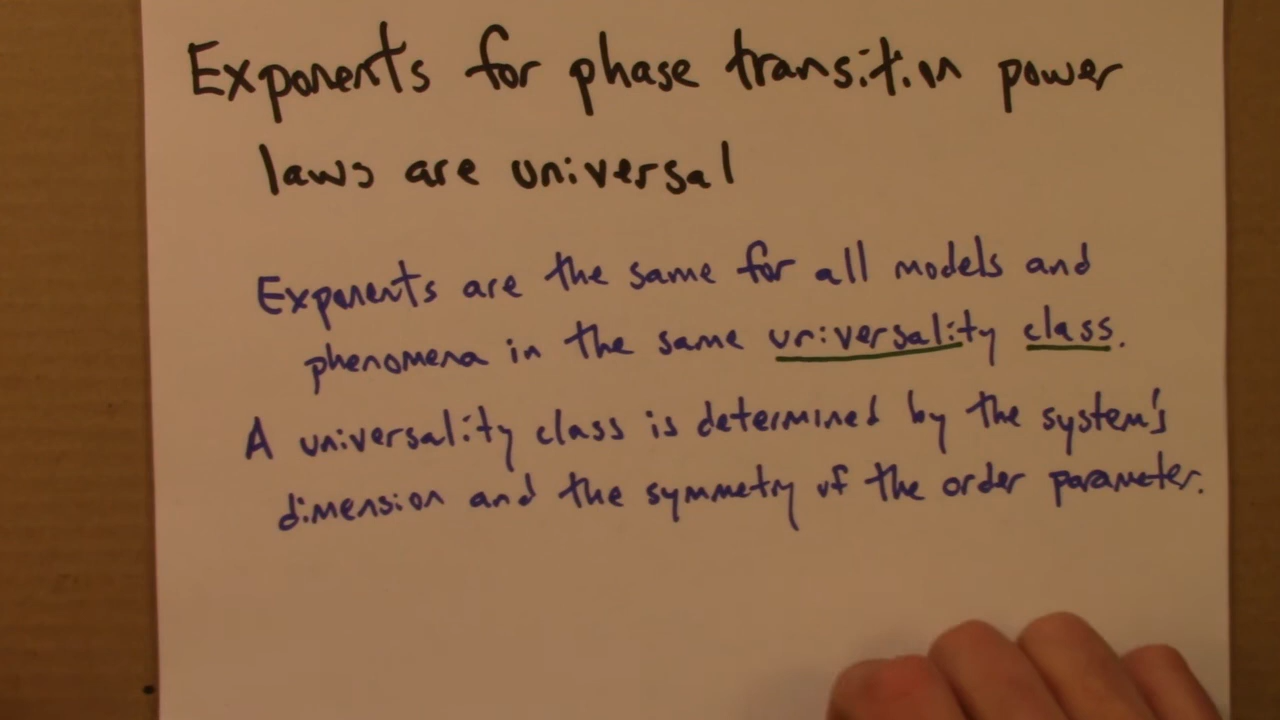 Exponents for phase transition power
laws are universal
Exponents are the same for all models and
phenomena in the same universality class.
A universality class is determined by the system's
dimension and the symmetry of the order parameter.